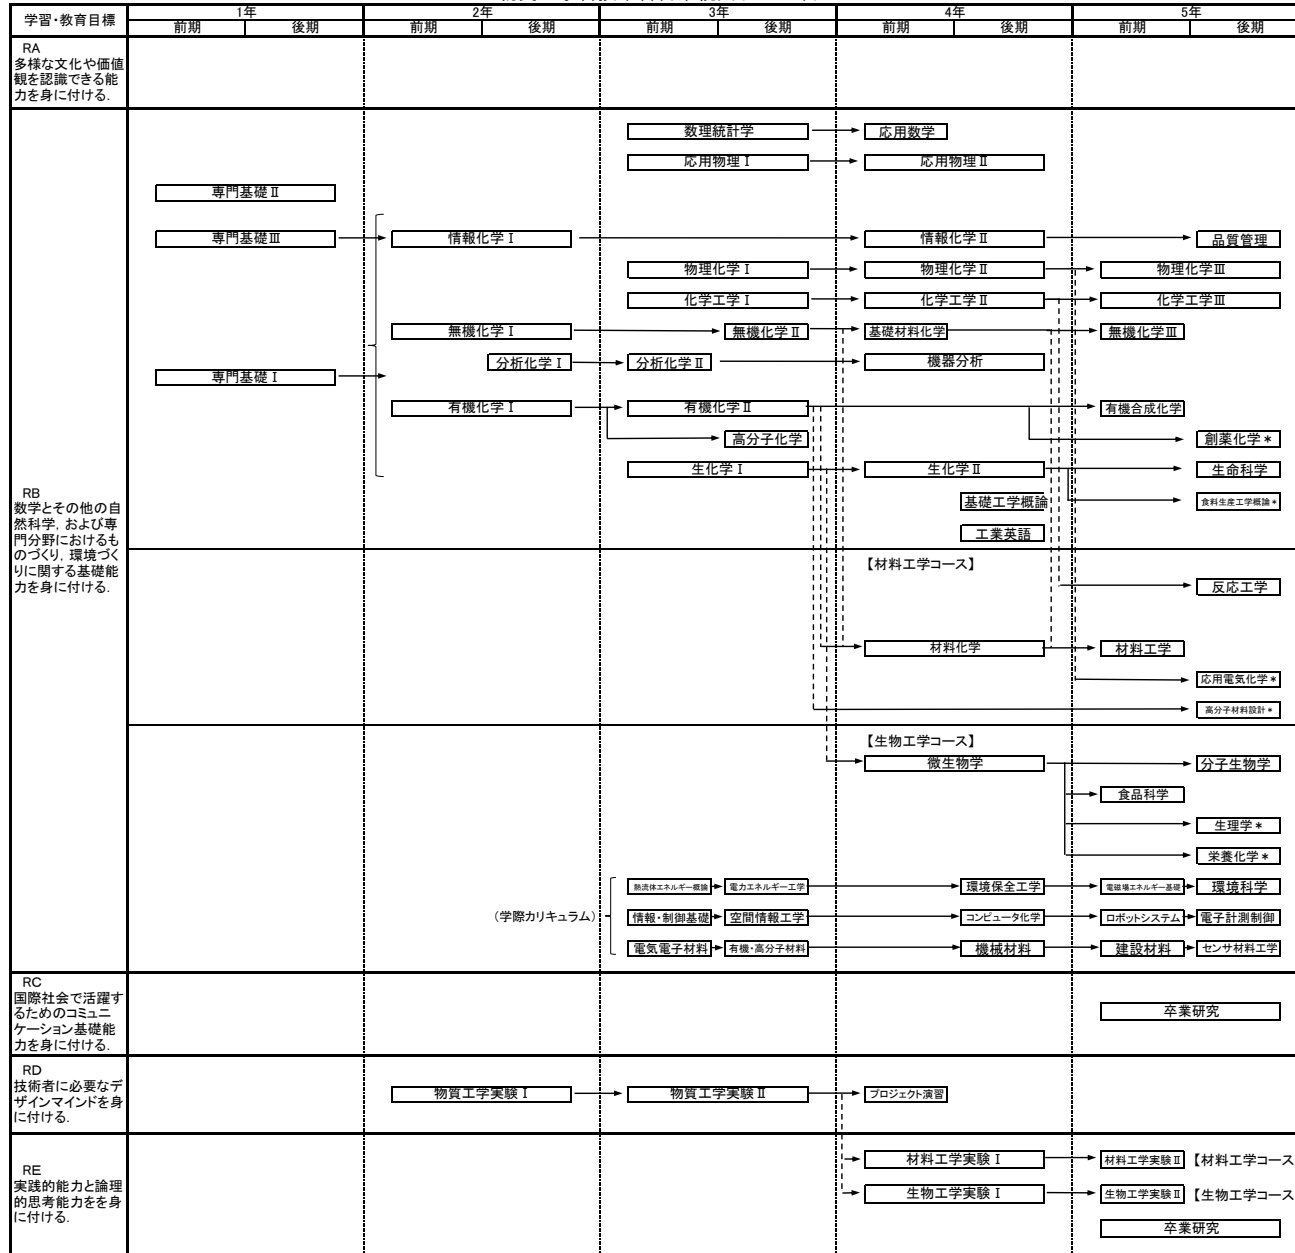 学習・教育目標
1年
2年
3年
4年
5年
前期
後期
前期
後期
前期
後期
前期
後期
前期
後期
RA
多様な文化や価値
観を認識できる能
力を身に付ける.
RB
数学とその他の自
然科学, および専
門分野におけるも
のづくり, 環境づく
りに関する基礎能
力を身に付ける.
数理統計学
応用数学
応用物理Ⅰ
応用物理Ⅱ
専門基礎Ⅱ
専門基礎Ⅲ
情報化学Ⅰ
情報化学Ⅱ
品質管理
物理化学Ⅰ
物理化学Ⅱ
物理化学Ⅲ
化学工学Ⅰ
化学工学Ⅱ
化学工学Ⅲ
無機化学Ⅰ
無機化学Ⅱ
基礎材料化学
無機化学Ⅲ
分析化学Ⅰ
分析化学Ⅱ
機器分析
専門基礎Ⅰ
有機化学Ⅰ
有機化学Ⅱ
有機合成化学
高分子化学
創薬化学*
生化学Ⅰ
生化学Ⅱ
生命科学
基礎工学概論
食料生産工学概論*
工業英語
【材料工学コース】
反応工学
材料化学
材料工学
応用電気化学*
高分子材料設計*
【生物工学コース】
微生物学
分子生物学
食品科学
生理学*
栄養化学*
(学際カリキュラム)
熱流体エネルギー概論
電力エネルギー工学
環境保全工学
電磁場エネルギー基礎
環境科学
情報・制御基礎
空間情報工学
コンピュータ化学
ロボットシステム
電子計測制御
電気電子材料
有機・高分子材料
機械材料
建設材料
センサ材料工学
RC
国際社会で活躍す
るためのコミュニ
ケーション基礎能
力を身に付ける.
卒業研究
RD
技術者に必要なデ
ザインマインドを身
に付ける.
物質工学実験Ⅰ
物質工学実験Ⅱ
プロジェクト演習
RE
実践的能力と論理
的思考能力をを身
に付ける.
材料工学実験Ⅰ
材料工学実験Ⅱ
【材料工学コース
生物工学実験Ⅰ
生物工学実験Ⅱ
【生物工学コース
卒業研究